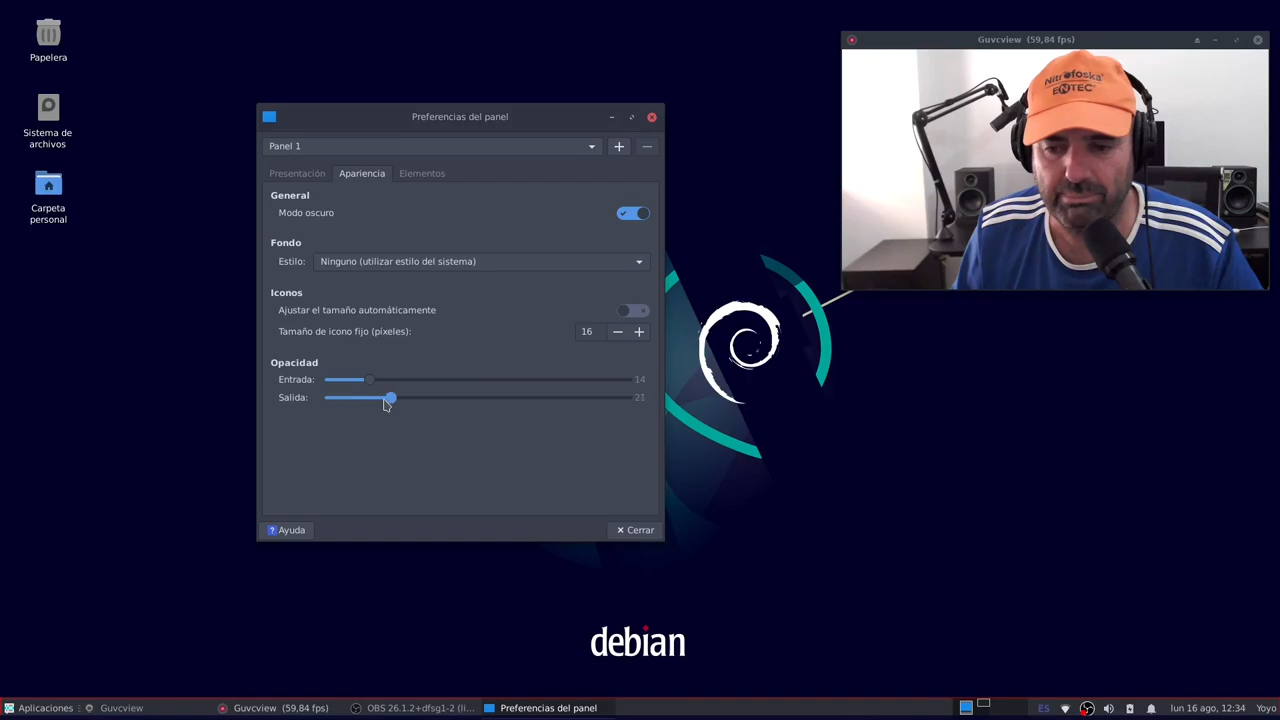 Papelera
Sistema de
archivos
Carpeta
personal
Guvcview (59,84 fps)
Nitrofoska
ENTEC
Preferencias del panel
Panel 1
Presentación
Apariencia
Elementos
General
Modo oscuro
Fondo
Estilo:
Ninguno (utilizar estilo del sistema)
Iconos
Ajustar el tamaño automáticamente
Tamaño de icono fijo (píxeles):
16
Opacidad
Entrada:
14
Salida:
21
Ayuda
Cerrar
debian
Aplicaciones
Guvcview
Guvcview (59,84 fps)
OBS 26.1.2+dfsg1-2 (li...
Preferencias del panel
ES
lun 16 ago, 12:34
Yoyo